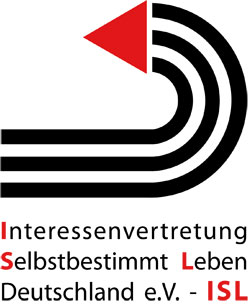 Interessenvertretung
Selbstbestimmt Leben
Deutschland e.V. - ISL